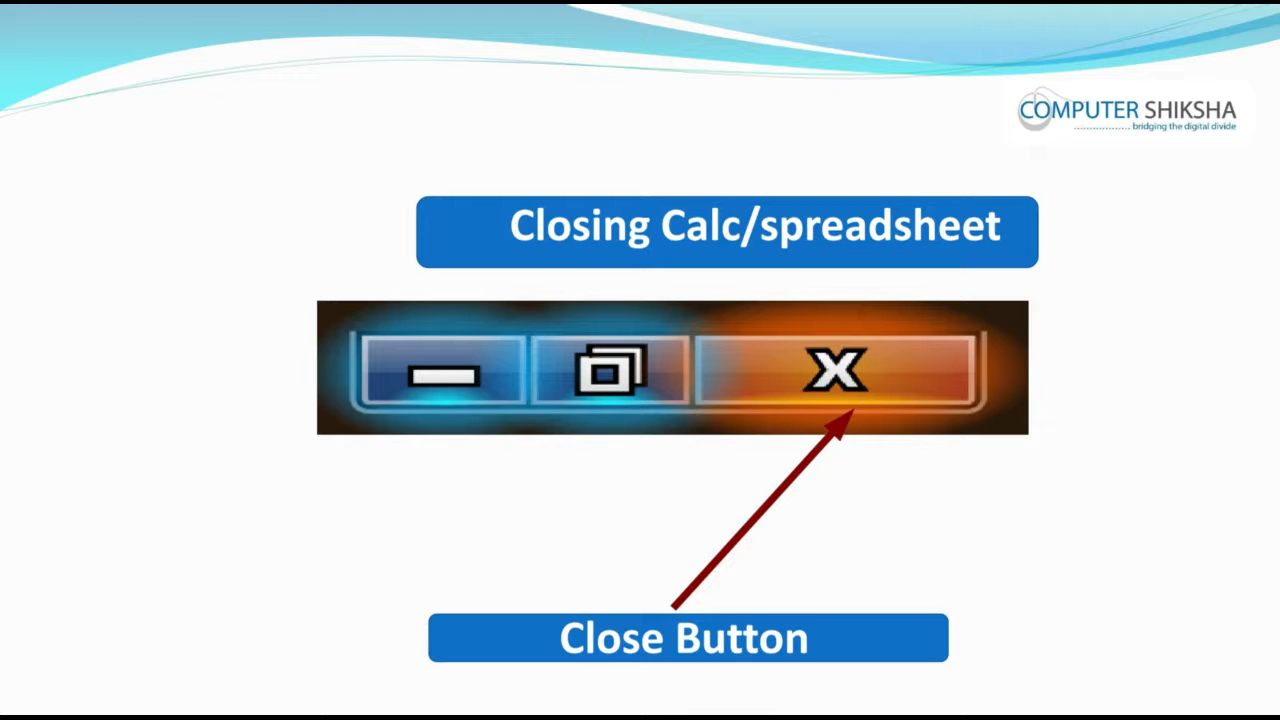 COMPUTER SHIKSHA
bridging the digital divide
Closing Calc/spreadsheet
X
Close Button